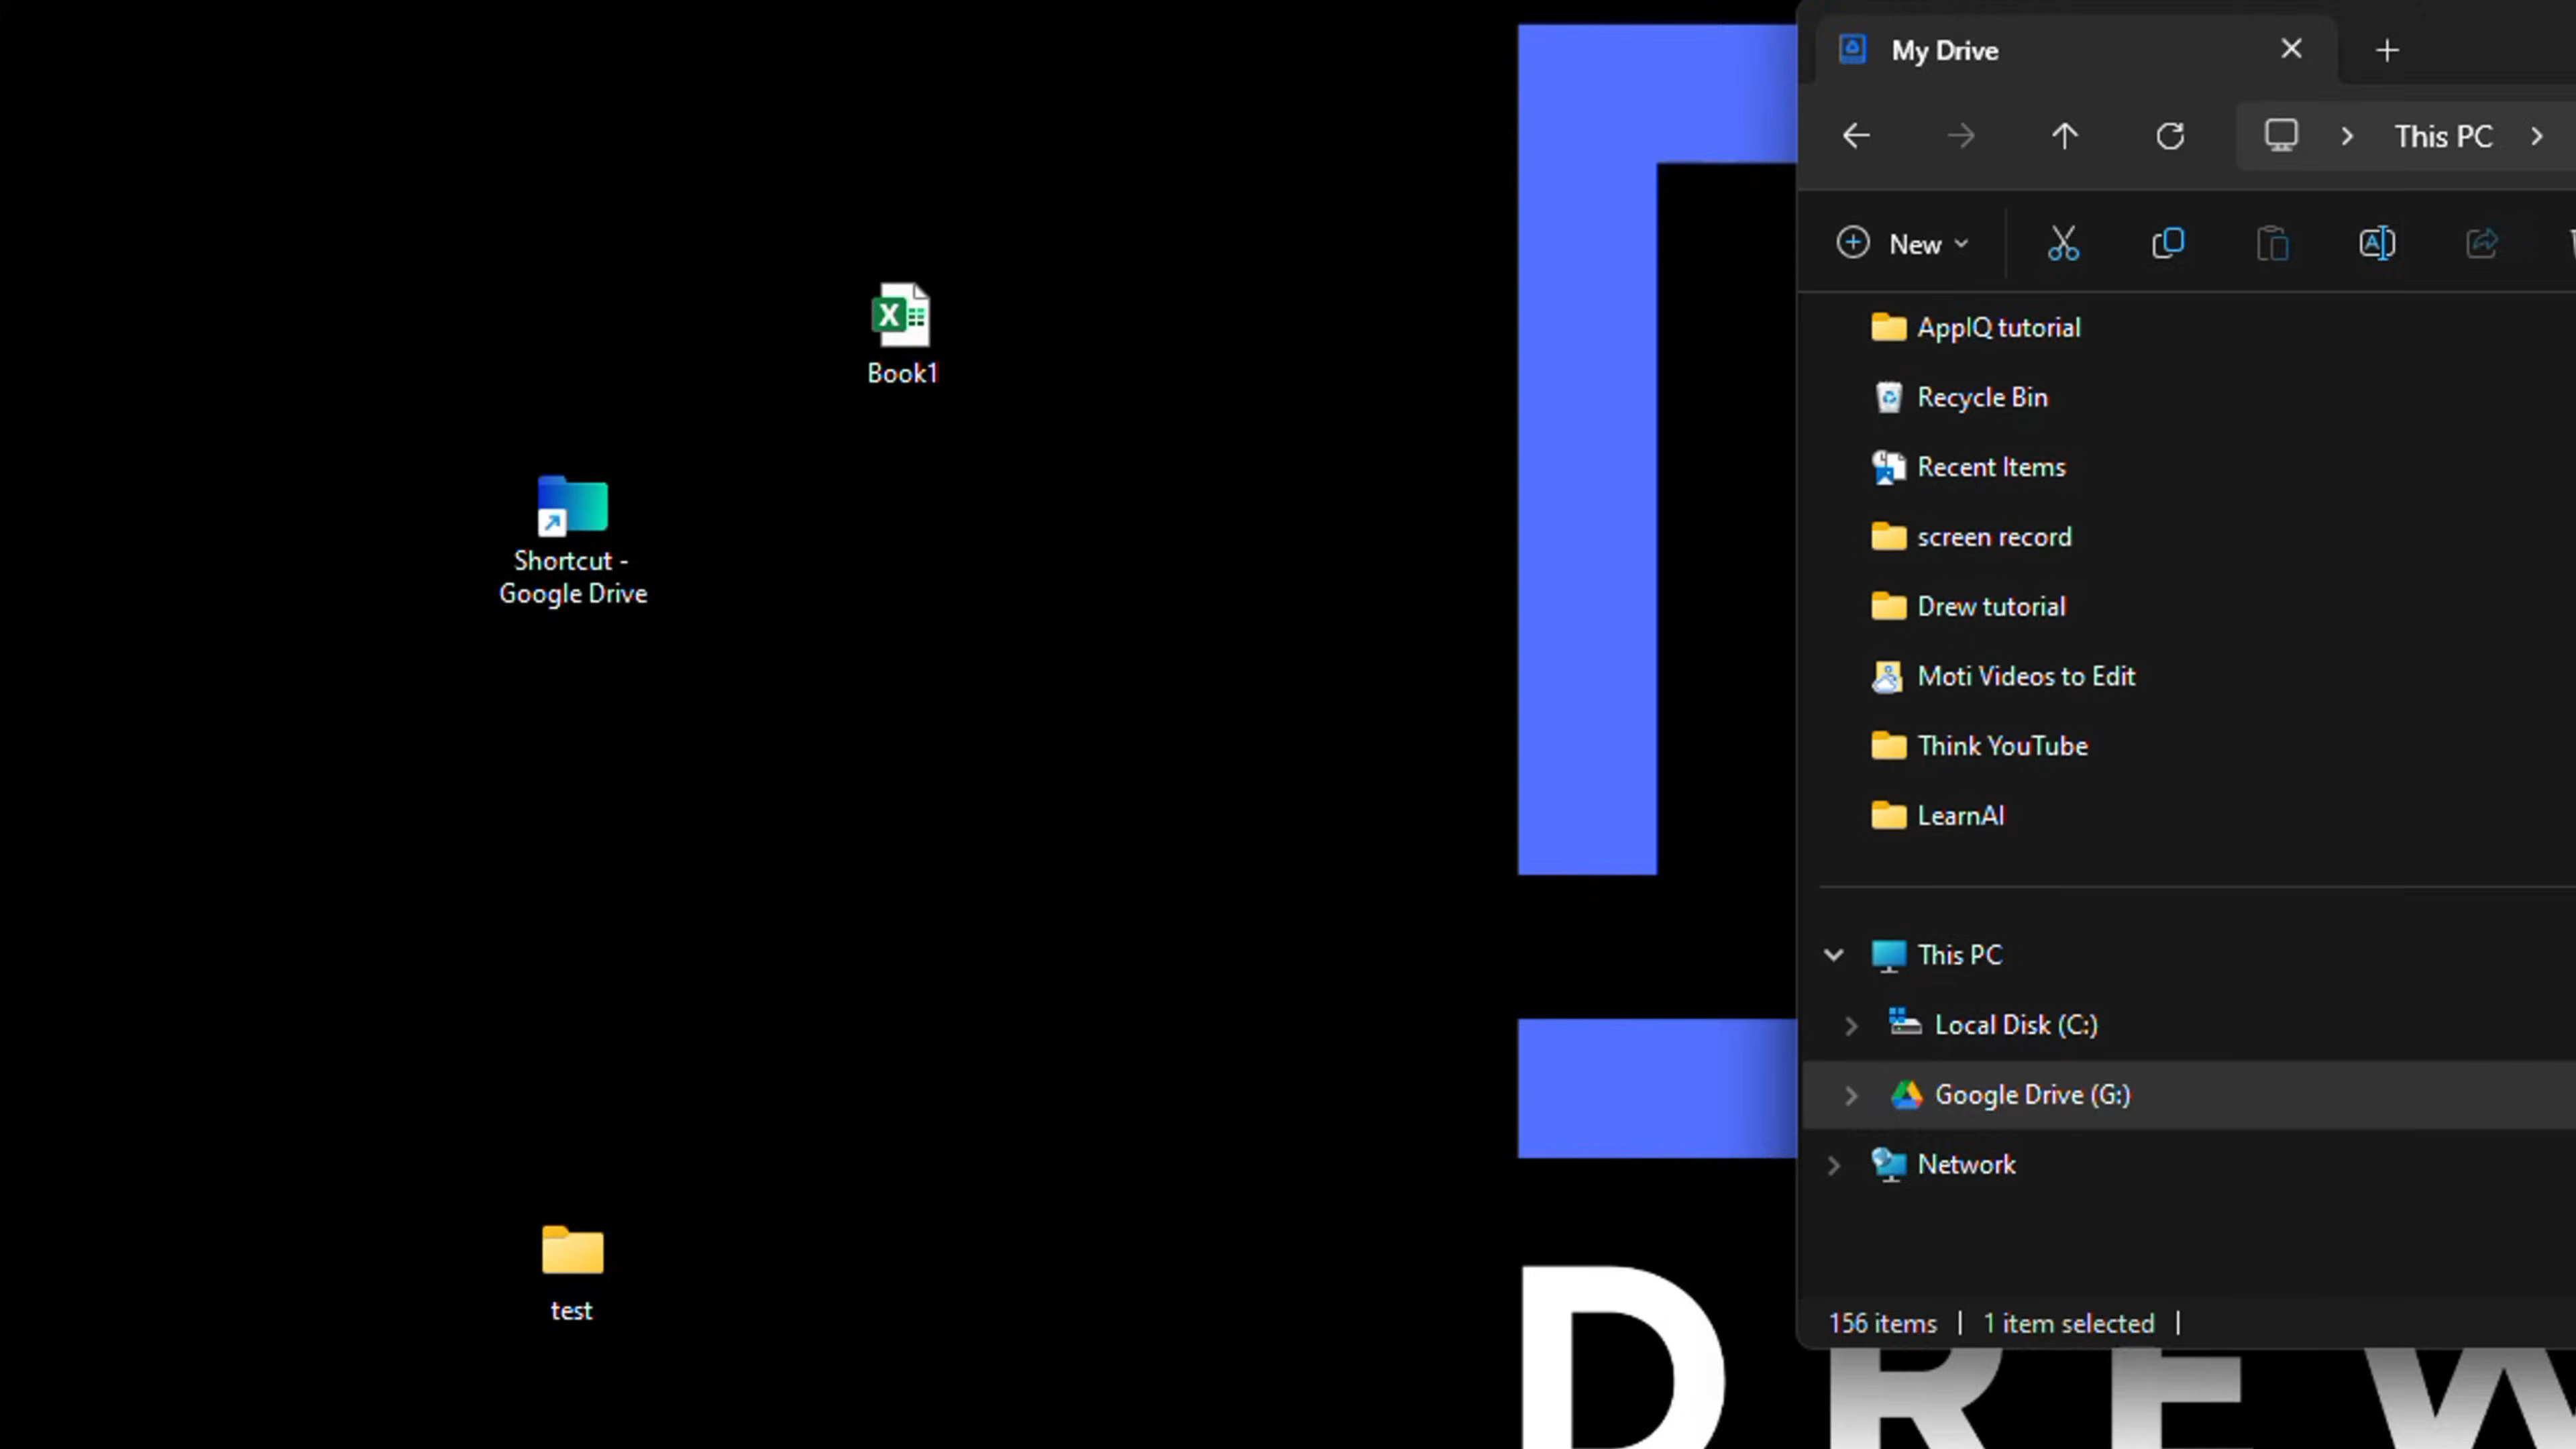 Book1
Shortcut -
Google Drive
test
My Drive
This PC
New
AppIQ tutorial
Recycle Bin
Recent Items
screen record
Drew tutorial
Moti Videos to Edit
Think YouTube
LearnAI
This PC
Local Disk (C:)
Google Drive (G:)
Network
156 items | 1 item selected |
DREW